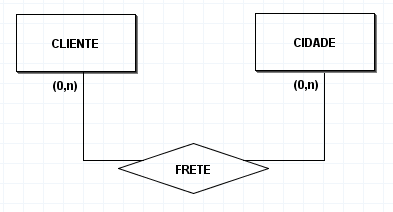 CLIENTE
CIDADE
(0,n)
(0,n)
FRETE